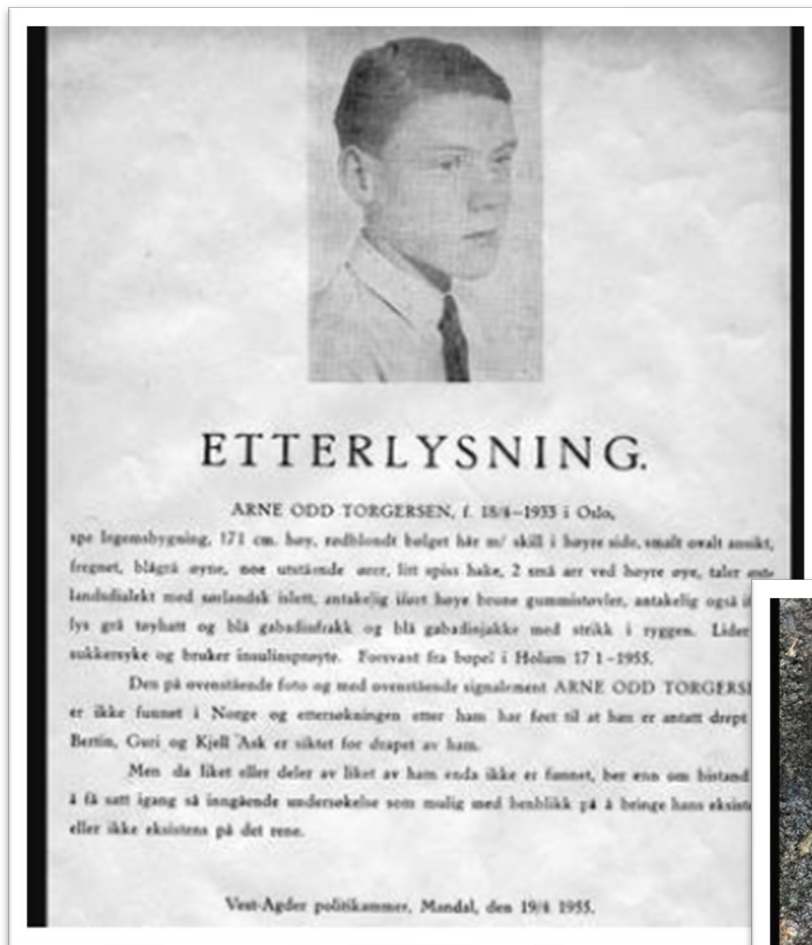 ETTERLYSNING.
ARNE ODD TORGERSEN, f. 18/4-1933 i Oslo,
spe legemsbygning, 171 cm. høy, rødblondt bølget hår m/ skill i høyre side, smalt ovalt ansikt,
fregnet, blågrå øyne, noe utstående ører, litt spiss hake, 2 små arr ved høyre øye, taler øst-
landsdialekt med sørlandsk islett, antakelig iført høye brune gummistøvler, antakelig også
lys grå tøyhatt og blå gabadinfrakk og blå gabadinjakke med strikk i ryggen. Lider
sukkersyke og bruker insulinsprøyte. Forsvant fra bopel i Holum 17 1-1955.
Den på ovenstående foto og med ovenstående signalement ARNE ODD TORGERS
er ikke funnet i Norge og ettersøkningen etter ham har ført til at han er antatt drept
Bertin, Guri og Kjell Ask er siktet for drapet av ham.
Men da liket eller deler av liket av ham enda ikke er funnet, ber enn om bistand
å få satt igang så inngående undersøkelse som mulig med henblikk på å bringe hans eksist
eller ikke eksistens på det rene.
Vest-Agder politikammer, Mandal, den 19/4 1955.